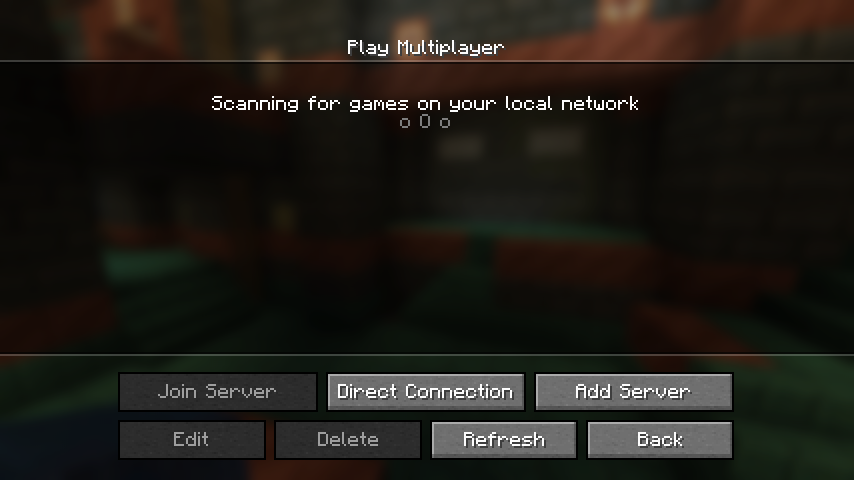 Play Multiplayer
Scanning for games on your local network
o O o
Join Server
Direct Connection
Add Server
Edit
Delete
Refresh
Back